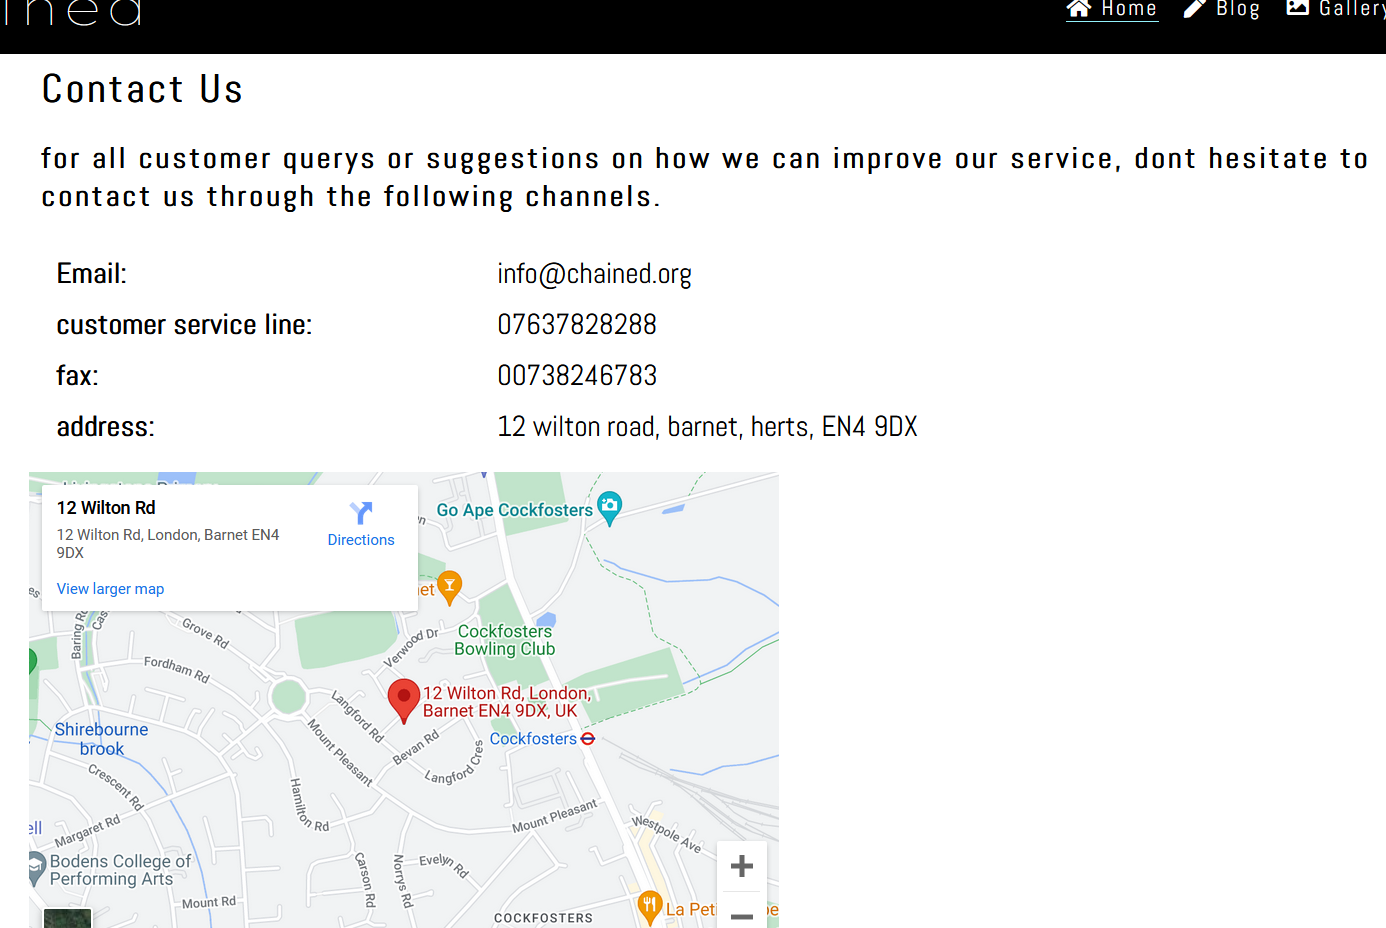 ined
Home Blog Gallery
Contact Us
for all customer querys or suggestions on how we can improve our service, dont hesitate to
contact us through the following channels.
Email: info@chained.org
customer service line: 07637828288
fax: 00738246783
address: 12 wilton road, barnet, herts, EN4 9DX
12 Wilton Rd
12 Wilton Rd, London, Barnet EN4
9DX
Directions
View larger map
Go Ape Cockfosters
Baring Rd
Grove Rd
Verwood Dr
Cockfosters
Bowling Club
Fordham Rd
Langford Rd
12 Wilton Rd, London,
Barnet EN4 9DX, UK
Shirebourne
brook
Mount Pleasant
Bevan Rd
Cockfosters
Langford Cres
Crescent Rd
Hamilton Rd
Margaret Rd
Mount Pleasant
Westpole Ave
Bodens College of
Performing Arts
Carson Rd
Norrys Rd
Evelyn Rd
Mount Rd
COCKFOSTERS
La Peti